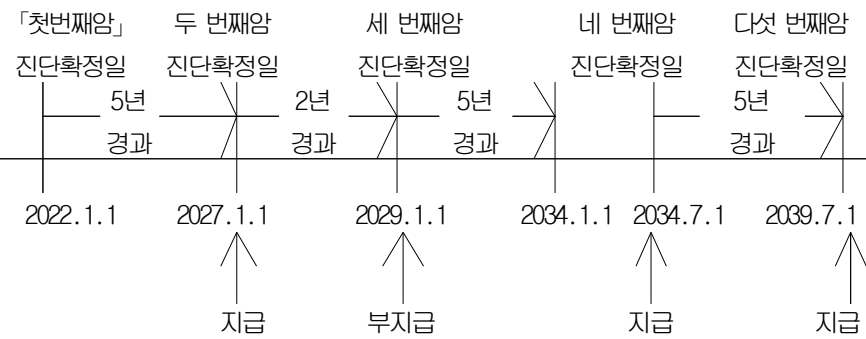 「첫번째암」 두 번째암 세 번째암 네 번째암 다섯 번째암
진단확정일 진단확정일 진단확정일 진단확정일 진단확정일
5년 2년 5년 5년
경과 경과 경과 경과
2022.1.1 2027.1.1 2029.1.1 2034.1.1 2034.7.1 2039.7.1
지급 부지급 지급 지급